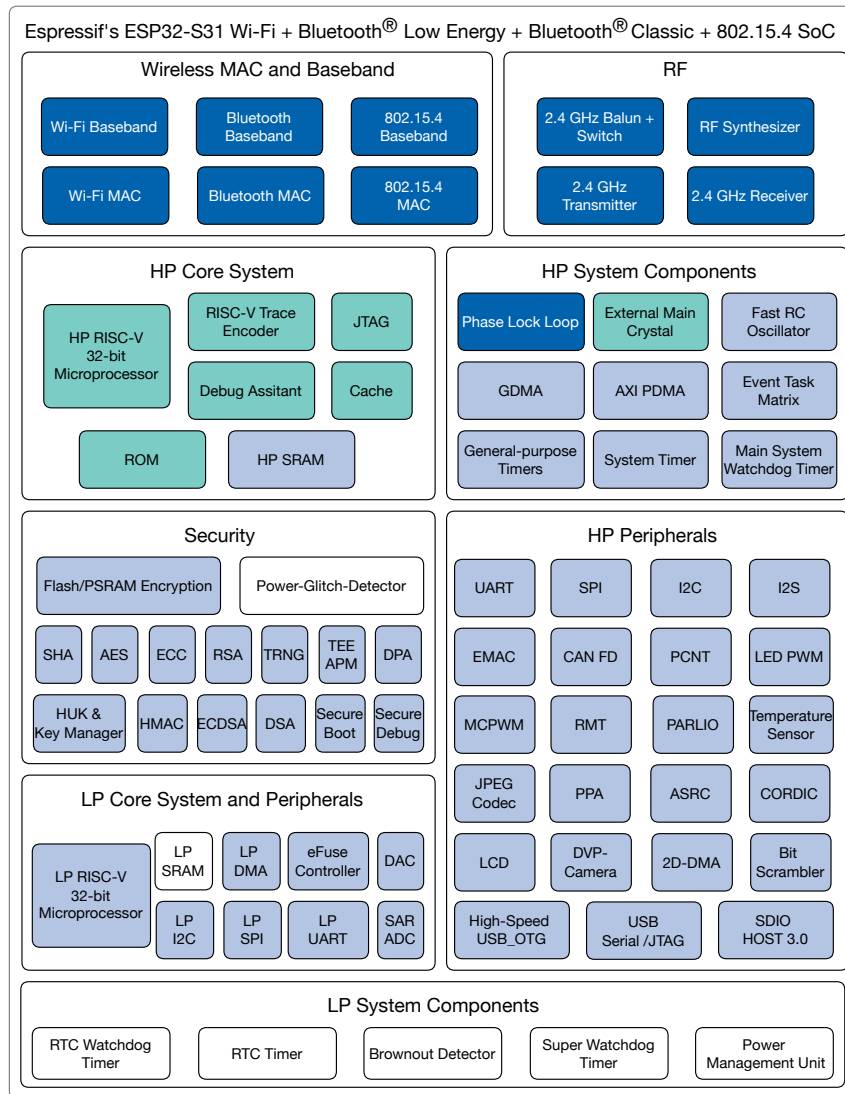 Espressif's ESP32-S31 Wi-Fi + Bluetooth® Low Energy + Bluetooth® Classic + 802.15.4 SoC
Wireless MAC and Baseband
Wi-Fi Baseband
Bluetooth
Baseband
802.15.4
Baseband
Wi-Fi MAC
Bluetooth MAC
802.15.4
MAC
RF
2.4 GHz Balun +
Switch
RF Synthesizer
2.4 GHz
Transmitter
2.4 GHz Receiver
HP Core System
HP RISC-V
32-bit
Microprocessor
RISC-V Trace
Encoder
JTAG
Debug Assitant
Cache
ROM
HP SRAM
HP System Components
Phase Lock Loop
External Main
Crystal
Fast RC
Oscillator
GDMA
AXI PDMA
Event Task
Matrix
General-purpose
Timers
System Timer
Main System
Watchdog Timer
Security
Flash/PSRAM Encryption
Power-Glitch-Detector
SHA
AES
ECC
RSA
TRNG
TEE
APM
DPA
HUK &
Key Manager
HMAC
ECDSA
DSA
Secure
Boot
Secure
Debug
HP Peripherals
UART
SPI
I2C
I2S
EMAC
CAN FD
PCNT
LED PWM
MCPWM
RMT
PARLIO
Temperature
Sensor
JPEG
Codec
PPA
ASRC
CORDIC
LCD
DVP-
Camera
2D-DMA
Bit
Scrambler
High-Speed
USB_OTG
USB
Serial /JTAG
SDIO
HOST 3.0
LP Core System and Peripherals
LP RISC-V
32-bit
Microprocessor
LP
SRAM
LP
DMA
eFuse
Controller
DAC
LP
I2C
LP
SPI
LP
UART
SAR
ADC
LP System Components
RTC Watchdog
Timer
RTC Timer
Brownout Detector
Super Watchdog
Timer
Power
Management Unit